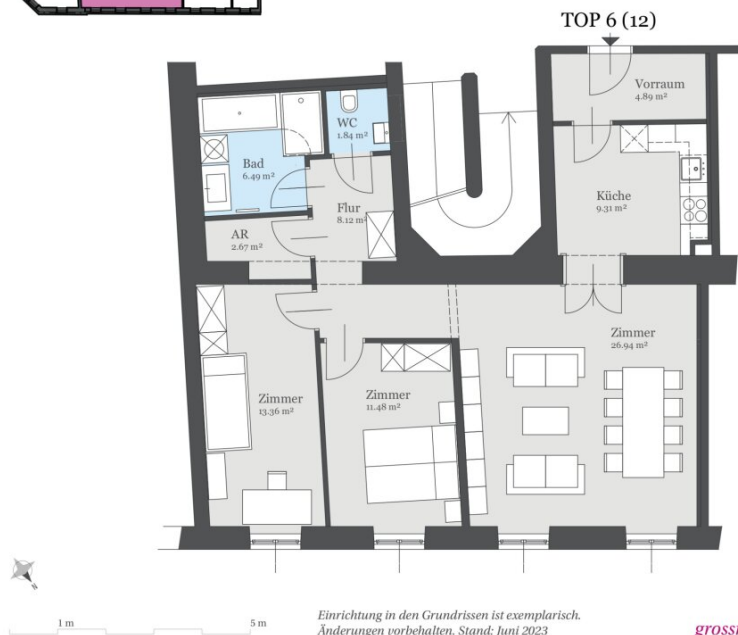 TOP 6 (12)
Vorraum
4.89 m²
WC
1.84 m²
Bad
6.49 m²
Küche
9.31 m²
Flur
8.12 m²
AR
2.67 m²
Zimmer
26.94 m²
Zimmer
13.36 m²
Zimmer
11.48 m²
N
1 m
5 m
Einrichtung in den Grundrissen ist exemplarisch.
Änderungen vorbehalten. Stand: Juni 2023